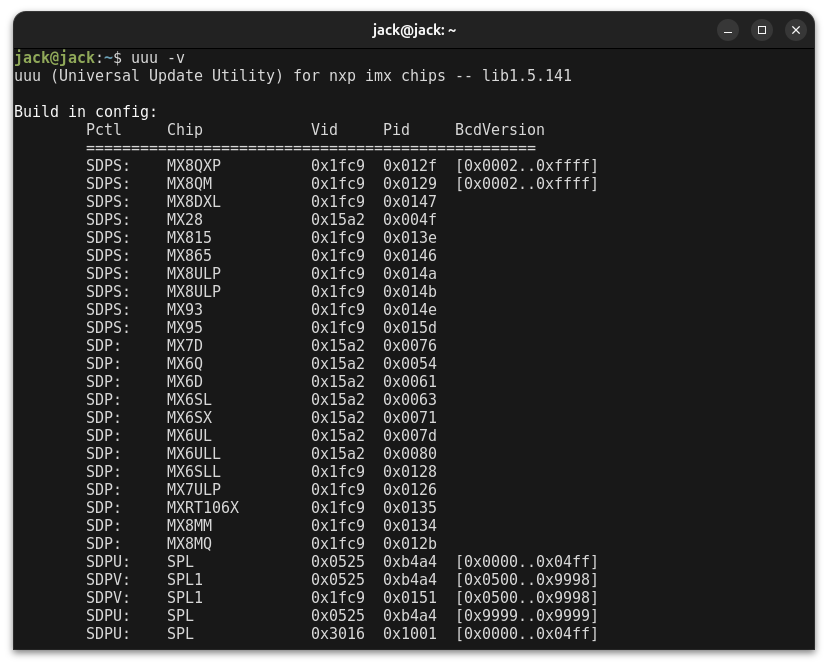 jack@jack: ~
jack@jack:~$ uuu -v
uuu (Universal Update Utility) for nxp imx chips -- lib1.5.141
Build in config:
Pctl Chip Vid Pid BcdVersion
==================================================
SDPS: MX8QXP 0x1fc9 0x012f [0x0002..0xffff]
SDPS: MX8QM 0x1fc9 0x0129 [0x0002..0xffff]
SDPS: MX8DXL 0x1fc9 0x0147
SDPS: MX28 0x15a2 0x004f
SDPS: MX815 0x1fc9 0x013e
SDPS: MX865 0x1fc9 0x0146
SDPS: MX8ULP 0x1fc9 0x014a
SDPS: MX8ULP 0x1fc9 0x014b
SDPS: MX93 0x1fc9 0x014e
SDPS: MX95 0x1fc9 0x015d
SDP: MX7D 0x15a2 0x0076
SDP: MX6Q 0x15a2 0x0054
SDP: MX6D 0x15a2 0x0061
SDP: MX6SL 0x15a2 0x0063
SDP: MX6SX 0x15a2 0x0071
SDP: MX6UL 0x15a2 0x007d
SDP: MX6ULL 0x15a2 0x0080
SDP: MX6SLL 0x1fc9 0x0128
SDP: MX7ULP 0x1fc9 0x0126
SDP: MXRT106X 0x1fc9 0x0135
SDP: MX8MM 0x1fc9 0x0134
SDP: MX8MQ 0x1fc9 0x012b
SDPU: SPL 0x0525 0xb4a4 [0x0000..0x04ff]
SDPV: SPL1 0x0525 0xb4a4 [0x0500..0x9998]
SDPV: SPL1 0x1fc9 0x0151 [0x0500..0x9998]
SDPU: SPL 0x0525 0xb4a4 [0x9999..0x9999]
SDPU: SPL 0x3016 0x1001 [0x0000..0x04ff]